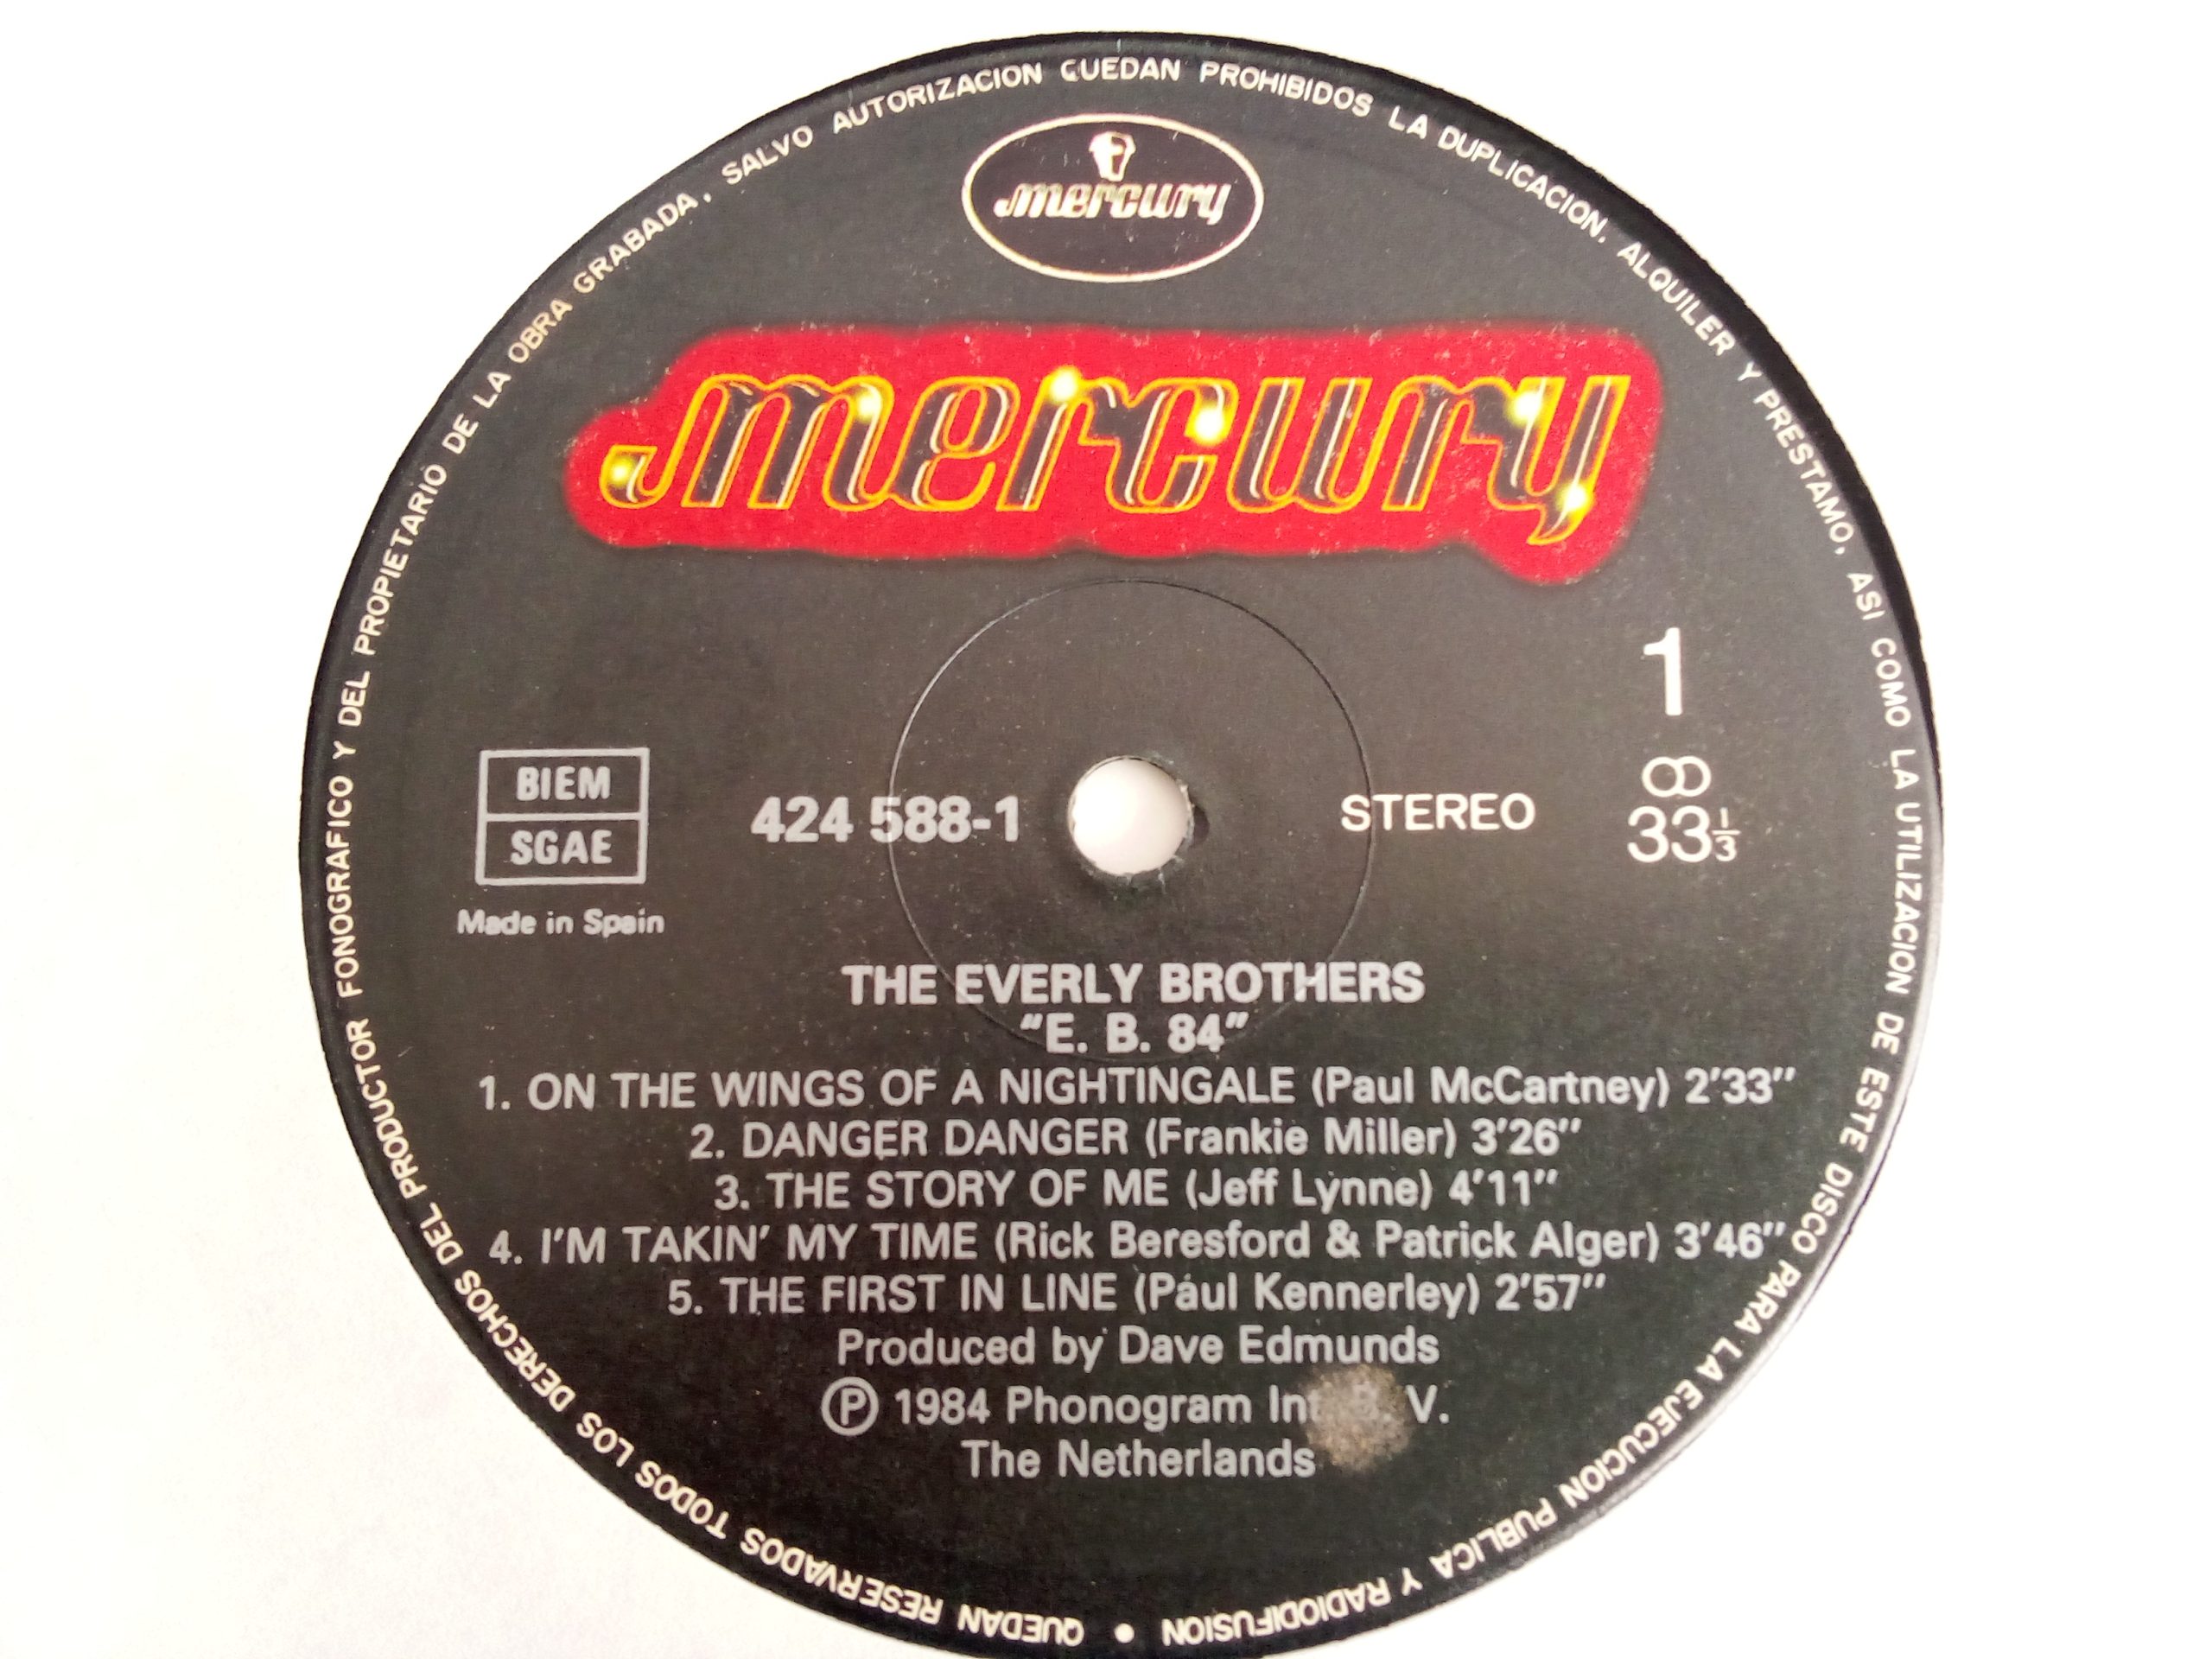 QUEDAN RESERVADOS TODOS LOS DERECHOS DEL PRODUCTOR FONOGRAFICO Y DEL PROPIETARIO DE LA OBRA GRABADA. SALVO AUTORIZACION QUEDAN PROHIBIDOS LA DUPLICACION. ALQUILER Y PRESTAMO, ASI COMO LA UTILIZACION DE ESTE DISCO PARA LA EJECUCION PUBLICA Y RADIODIFUSION •
mercury
mercury
1
33⅓
BIEM
SGAE
424 588-1
STEREO
Made in Spain
THE EVERLY BROTHERS
"E. B. 84"
1. ON THE WINGS OF A NIGHTINGALE (Paul McCartney) 2'33"
2. DANGER DANGER (Frankie Miller) 3'26"
3. THE STORY OF ME (Jeff Lynne) 4'11"
4. I'M TAKIN' MY TIME (Rick Beresford & Patrick Alger) 3'46"
5. THE FIRST IN LINE (Paul Kennerley) 2'57"
Produced by Dave Edmunds
Ⓟ 1984 Phonogram Int B. V.
The Netherlands